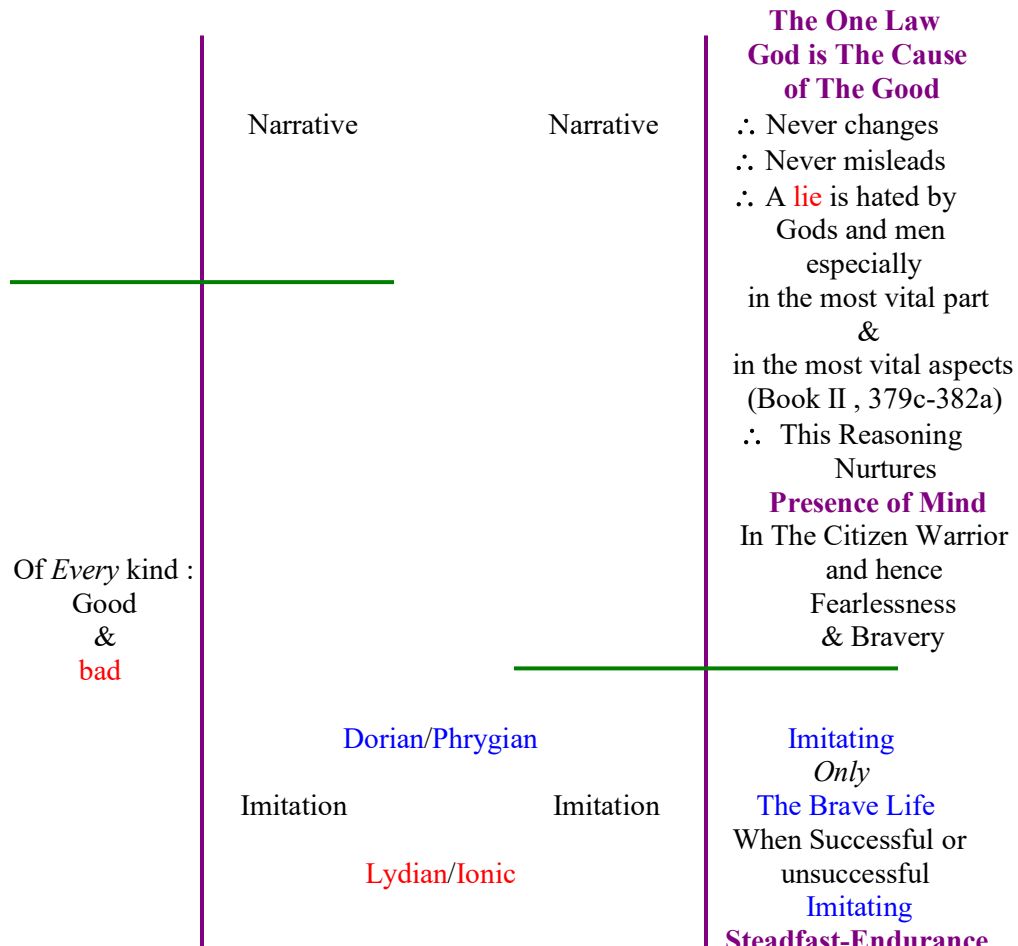 The One Law
God is The Cause
of The Good
Narrative Narrative ∴ Never changes
∴ Never misleads
∴ A lie is hated by
Gods and men
especially
in the most vital part
&
in the most vital aspects
(Book II , 379c-382a)
∴ This Reasoning
Nurtures
Presence of Mind
In The Citizen Warrior
Of Every kind : and hence
Good Fearlessness
& & Bravery
bad
Dorian/Phrygian Imitating
Only
Imitation Imitation The Brave Life
When Successful or
Lydian/Ionic unsuccessful
Imitating
Steadfast-Endurance